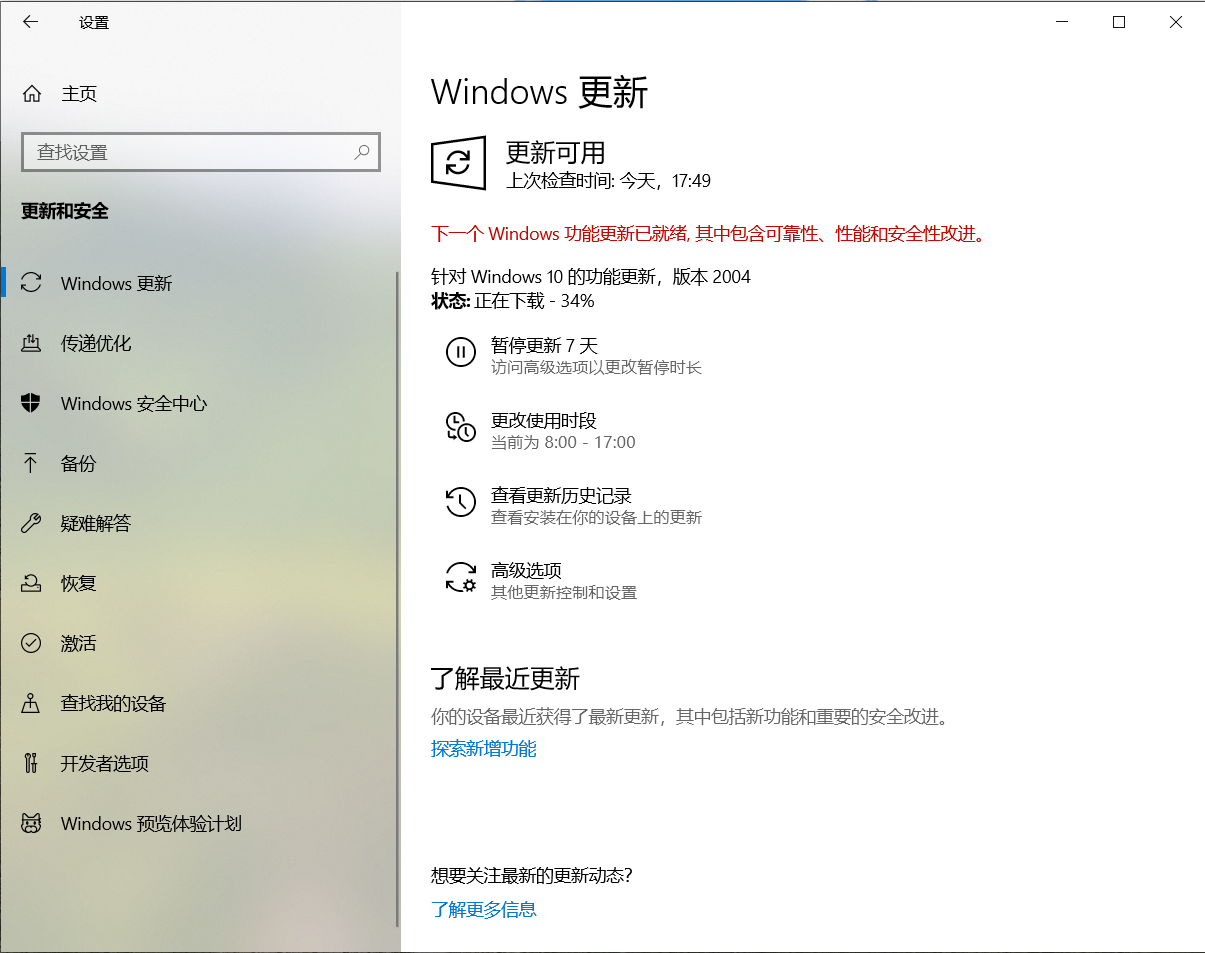 设置
主页
查找设置
更新和安全
Windows 更新
传递优化
Windows 安全中心
备份
疑难解答
恢复
激活
查找我的设备
开发者选项
Windows 预览体验计划
Windows 更新
更新可用
上次检查时间: 今天，17:49
下一个 Windows 功能更新已就绪, 其中包含可靠性、性能和安全性改进。
针对 Windows 10 的功能更新，版本 2004
状态: 正在下载 - 34%
暂停更新 7 天
访问高级选项以更改暂停时长
更改使用时段
当前为 8:00 - 17:00
查看更新历史记录
查看安装在你的设备上的更新
高级选项
其他更新控制和设置
了解最近更新
你的设备最近获得了最新更新，其中包括新功能和重要的安全改进。
探索新增功能
想要关注最新的更新动态?
了解更多信息